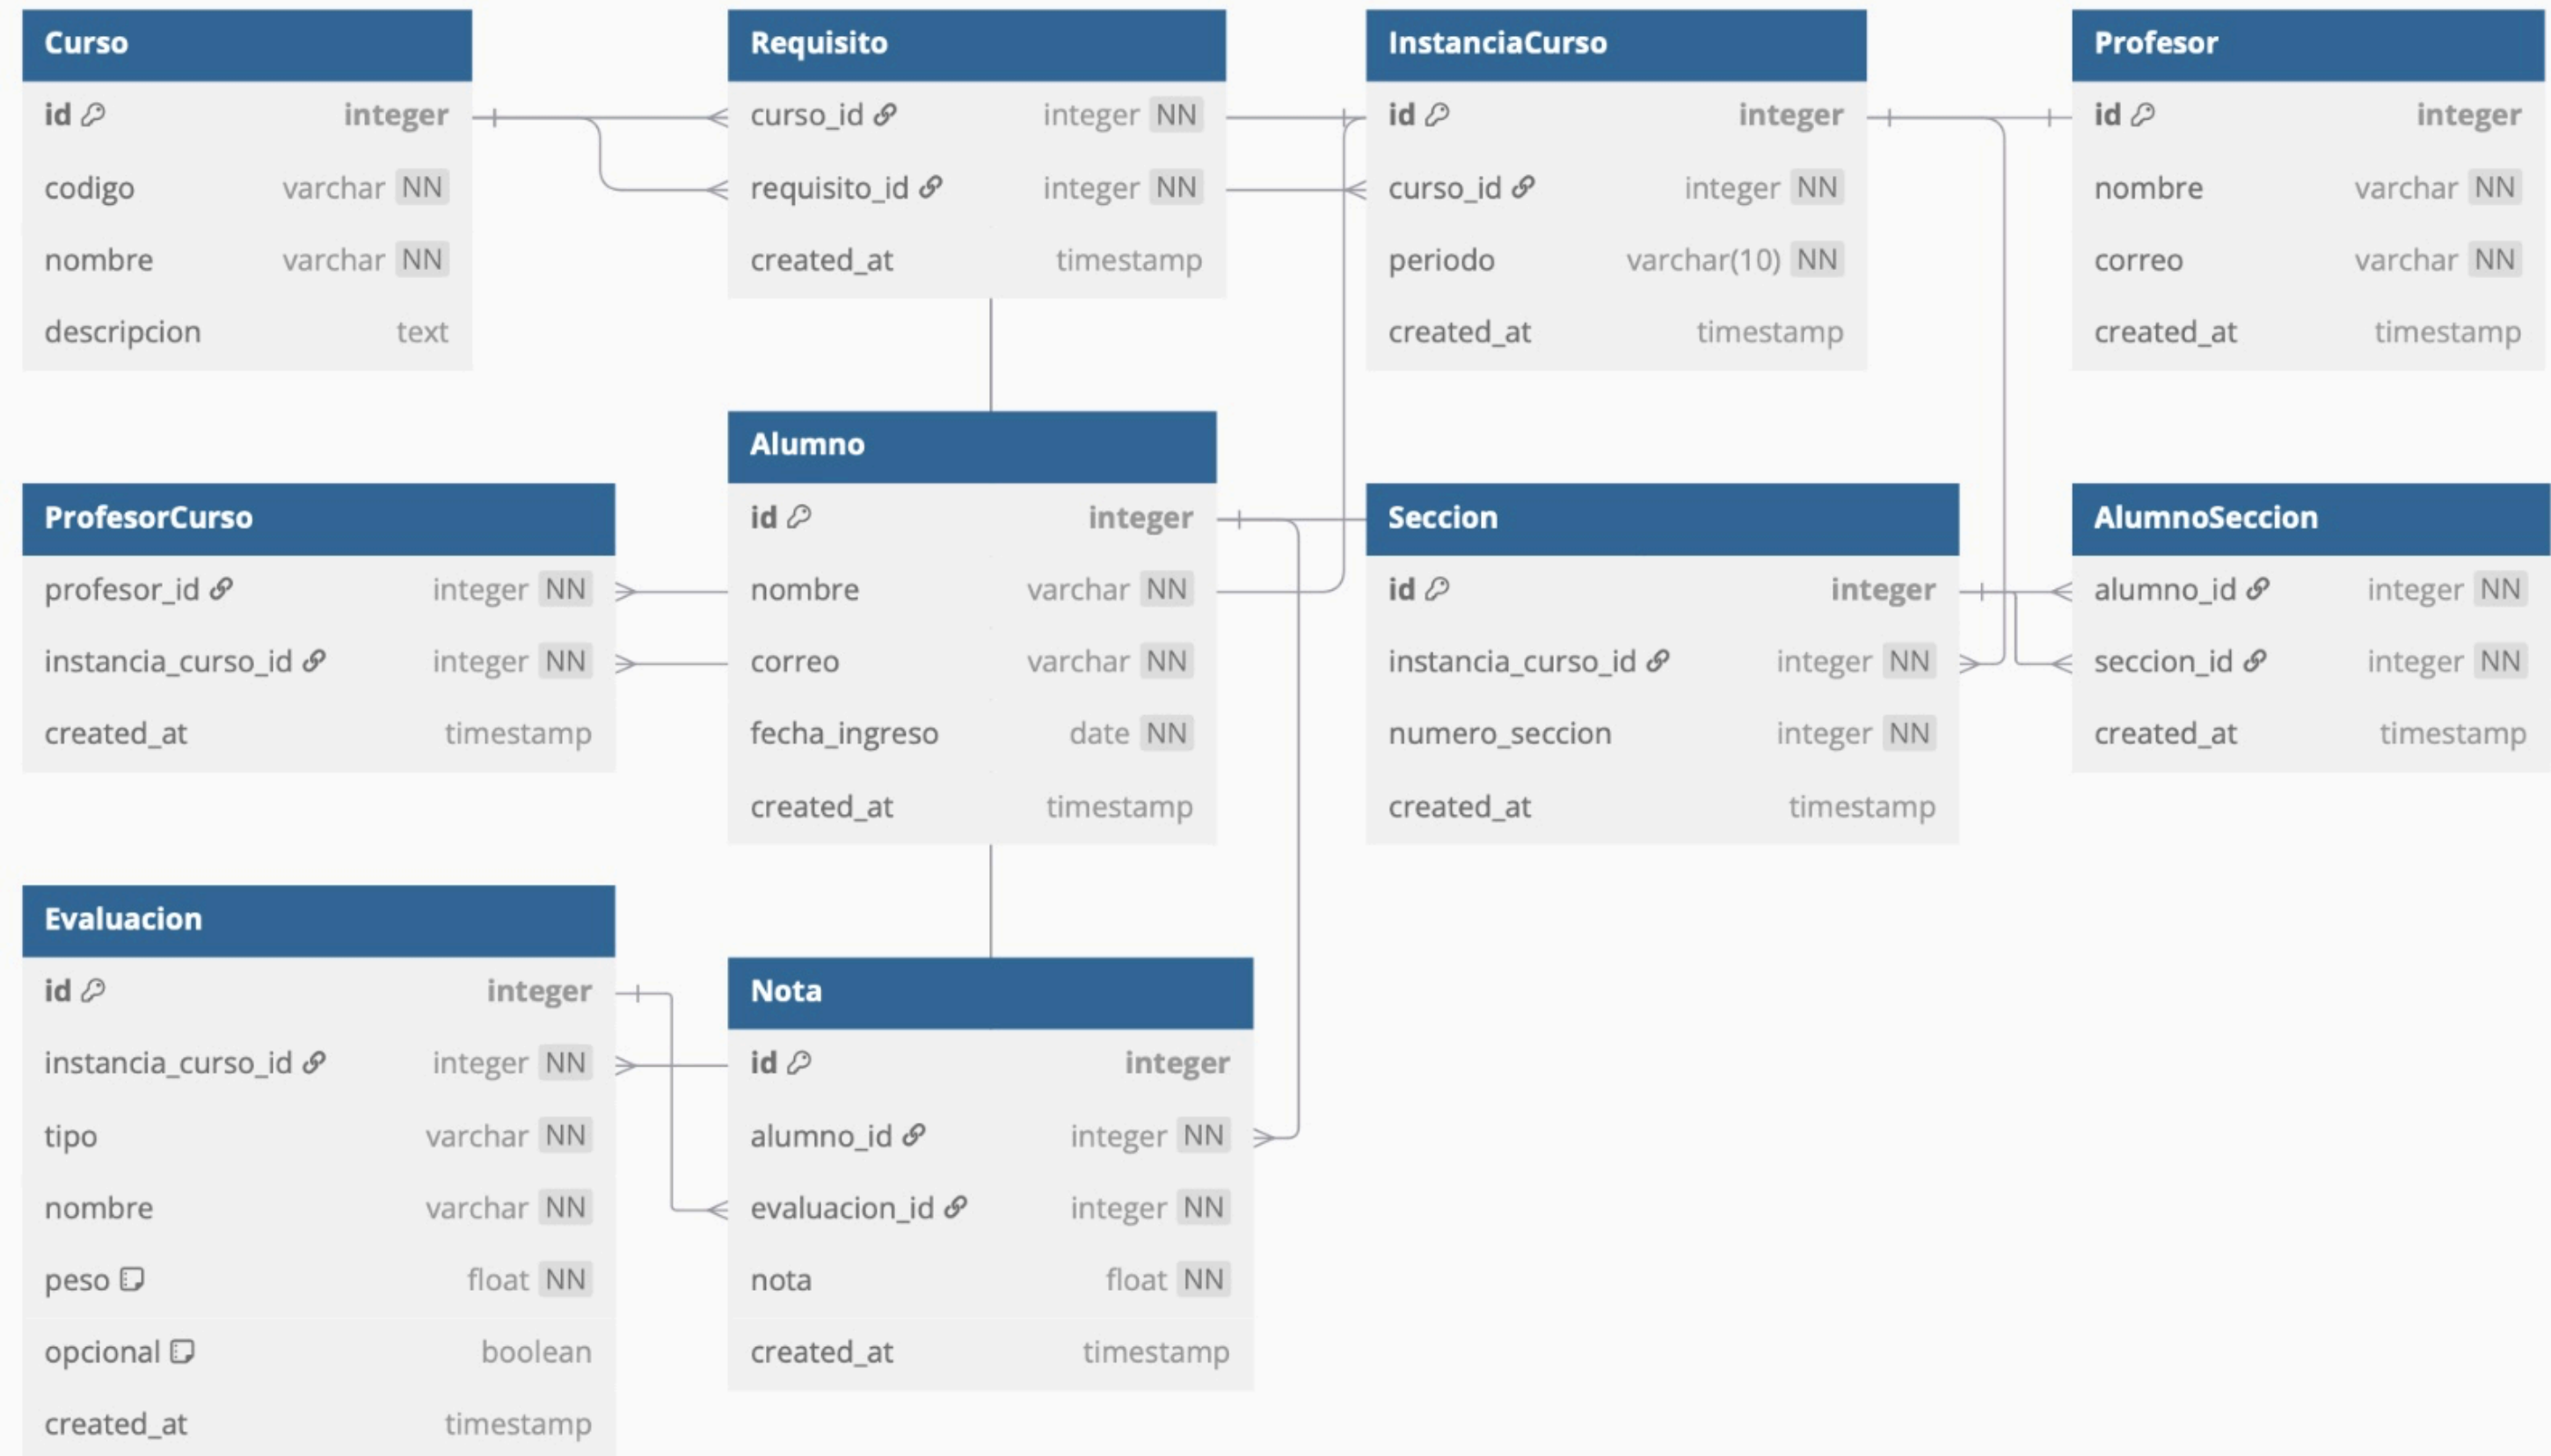 Curso
id integer
codigo varchar NN
nombre varchar NN
descripcion text
Requisito
curso_id integer NN
requisito_id integer NN
created_at timestamp
InstanciaCurso
id integer
curso_id integer NN
periodo varchar(10) NN
created_at timestamp
Profesor
id integer
nombre varchar NN
correo varchar NN
created_at timestamp
ProfesorCurso
profesor_id integer NN
instancia_curso_id integer NN
created_at timestamp
Alumno
id integer
nombre varchar NN
correo varchar NN
fecha_ingreso date NN
created_at timestamp
Seccion
id integer
instancia_curso_id integer NN
numero_seccion integer NN
created_at timestamp
AlumnoSeccion
alumno_id integer NN
seccion_id integer NN
created_at timestamp
Evaluacion
id integer
instancia_curso_id integer NN
tipo varchar NN
nombre varchar NN
peso float NN
opcional boolean
created_at timestamp
Nota
id integer
alumno_id integer NN
evaluacion_id integer NN
nota float NN
created_at timestamp